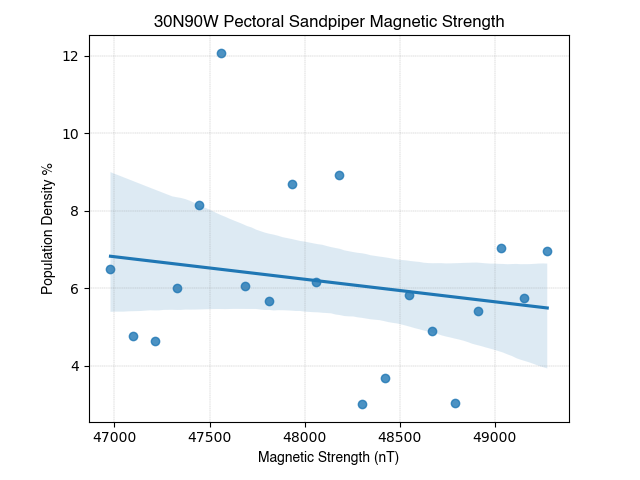 30N90W Pectoral Sandpiper Magnetic Strength
12
10
8
6
4
Population Density %
47000 47500 48000 48500 49000
Magnetic Strength (nT)